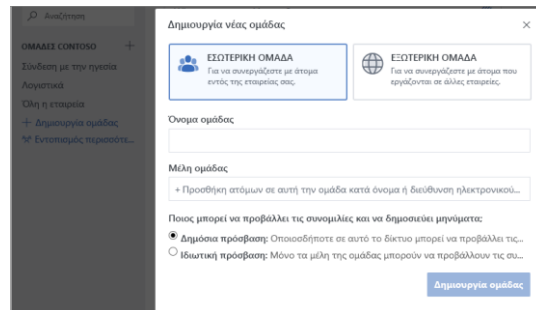 Αναζήτηση
ΟΜΑΔΕΣ CONTOSO
Σύνδεση με την ηγεσία
Λογιστικά
Όλη η εταιρεία
+ Δημιουργία ομάδας
Εντοπισμός περισσότε...
Δημιουργία νέας ομάδας
ΕΣΩΤΕΡΙΚΗ ΟΜΑΔΑ
Για να συνεργάζεστε με άτομα
εντός της εταιρείας σας.
ΕΞΩΤΕΡΙΚΗ ΟΜΑΔΑ
Για να συνεργάζεστε με άτομα που
εργάζονται σε άλλες εταιρείες.
Όνομα ομάδας
Μέλη ομάδας
+ Προσθήκη ατόμων σε αυτή την ομάδα κατά όνομα ή διεύθυνση ηλεκτρονικού...
Ποιος μπορεί να προβάλλει τις συνομιλίες και να δημοσιεύει μηνύματα;
Δημόσια πρόσβαση: Οποιοσδήποτε σε αυτό το δίκτυο μπορεί να προβάλλει τις...
Ιδιωτική πρόσβαση: Μόνο τα μέλη της ομάδας μπορούν να προβάλλουν τις συ...
Δημιουργία ομάδας